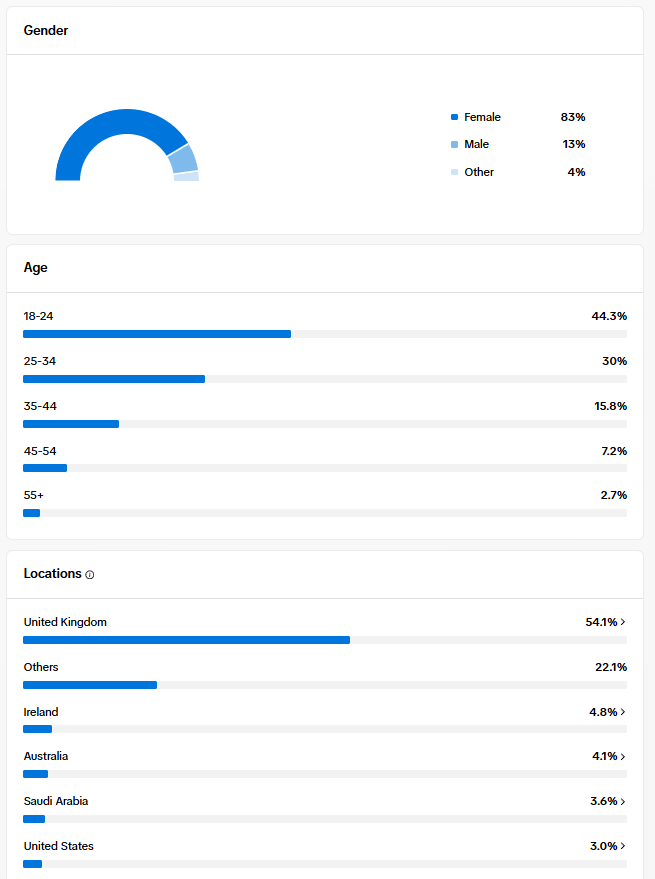 Gender
Female 83%
Male 13%
Other 4%
Age
18-24 44.3%
25-34 30%
35-44 15.8%
45-54 7.2%
55+ 2.7%
Locations
United Kingdom 54.1% >
Others 22.1%
Ireland 4.8% >
Australia 4.1% >
Saudi Arabia 3.6% >
United States 3.0% >